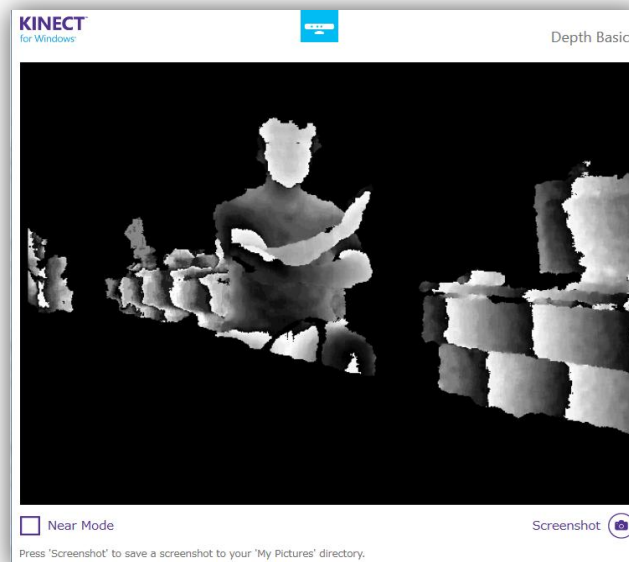 KINECT
for Windows
Depth Basic
Near Mode
Screenshot
Press 'Screenshot' to save a screenshot to your 'My Pictures' directory.